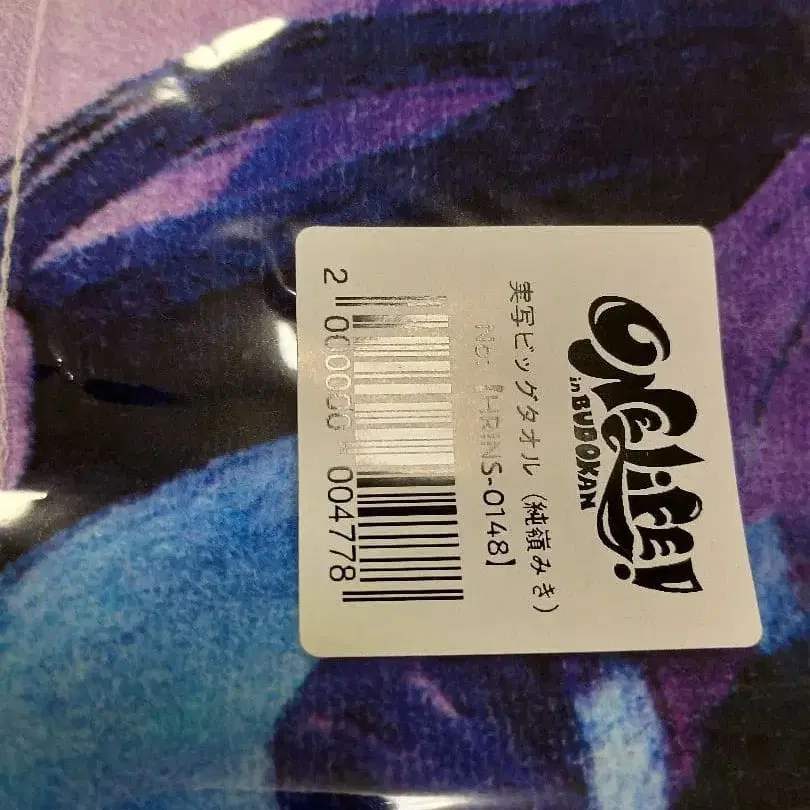 ONE LIFE!
in BUDOKAN
実写ビッグタオル（純嶺みき）
No:【HRINS-0148】
2 000000 004778